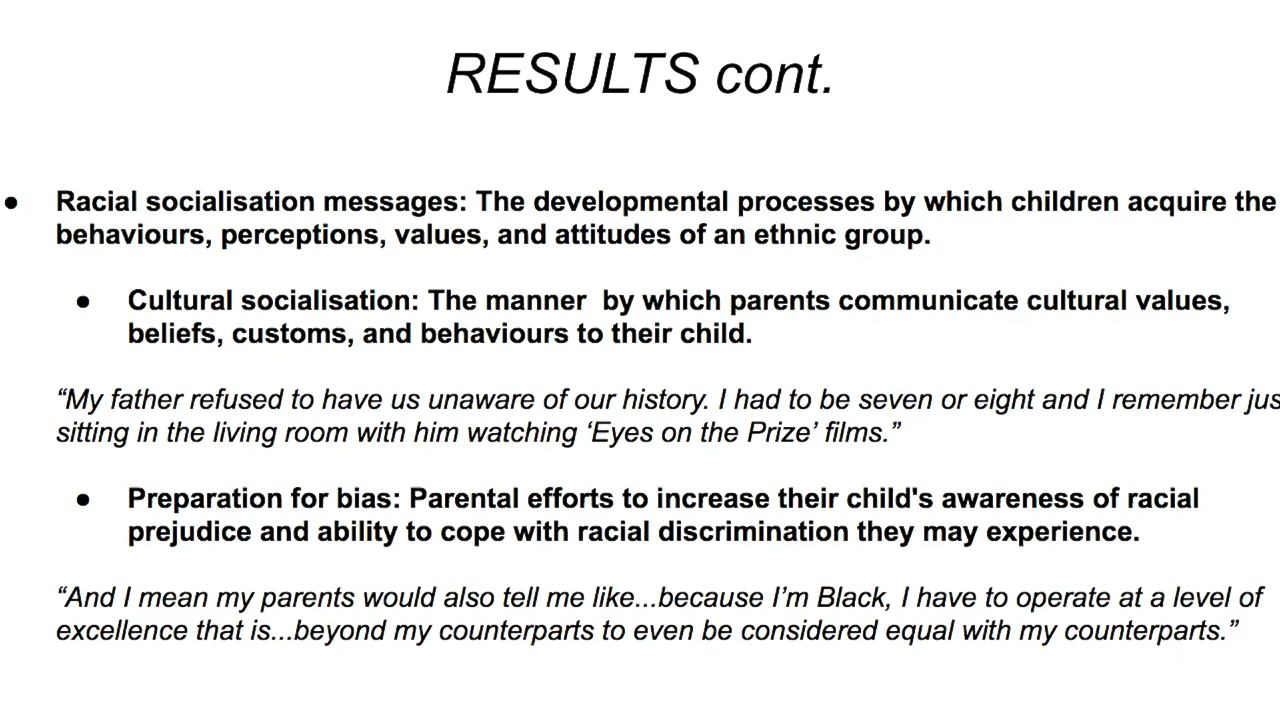 RESULTS cont.
● Racial socialisation messages: The developmental processes by which children acquire the
behaviours, perceptions, values, and attitudes of an ethnic group.
● Cultural socialisation: The manner  by which parents communicate cultural values,
beliefs, customs, and behaviours to their child.
“My father refused to have us unaware of our history. I had to be seven or eight and I remember jus
sitting in the living room with him watching ‘Eyes on the Prize’ films.”
● Preparation for bias: Parental efforts to increase their child's awareness of racial
prejudice and ability to cope with racial discrimination they may experience.
“And I mean my parents would also tell me like...because I’m Black, I have to operate at a level of
excellence that is...beyond my counterparts to even be considered equal with my counterparts.”